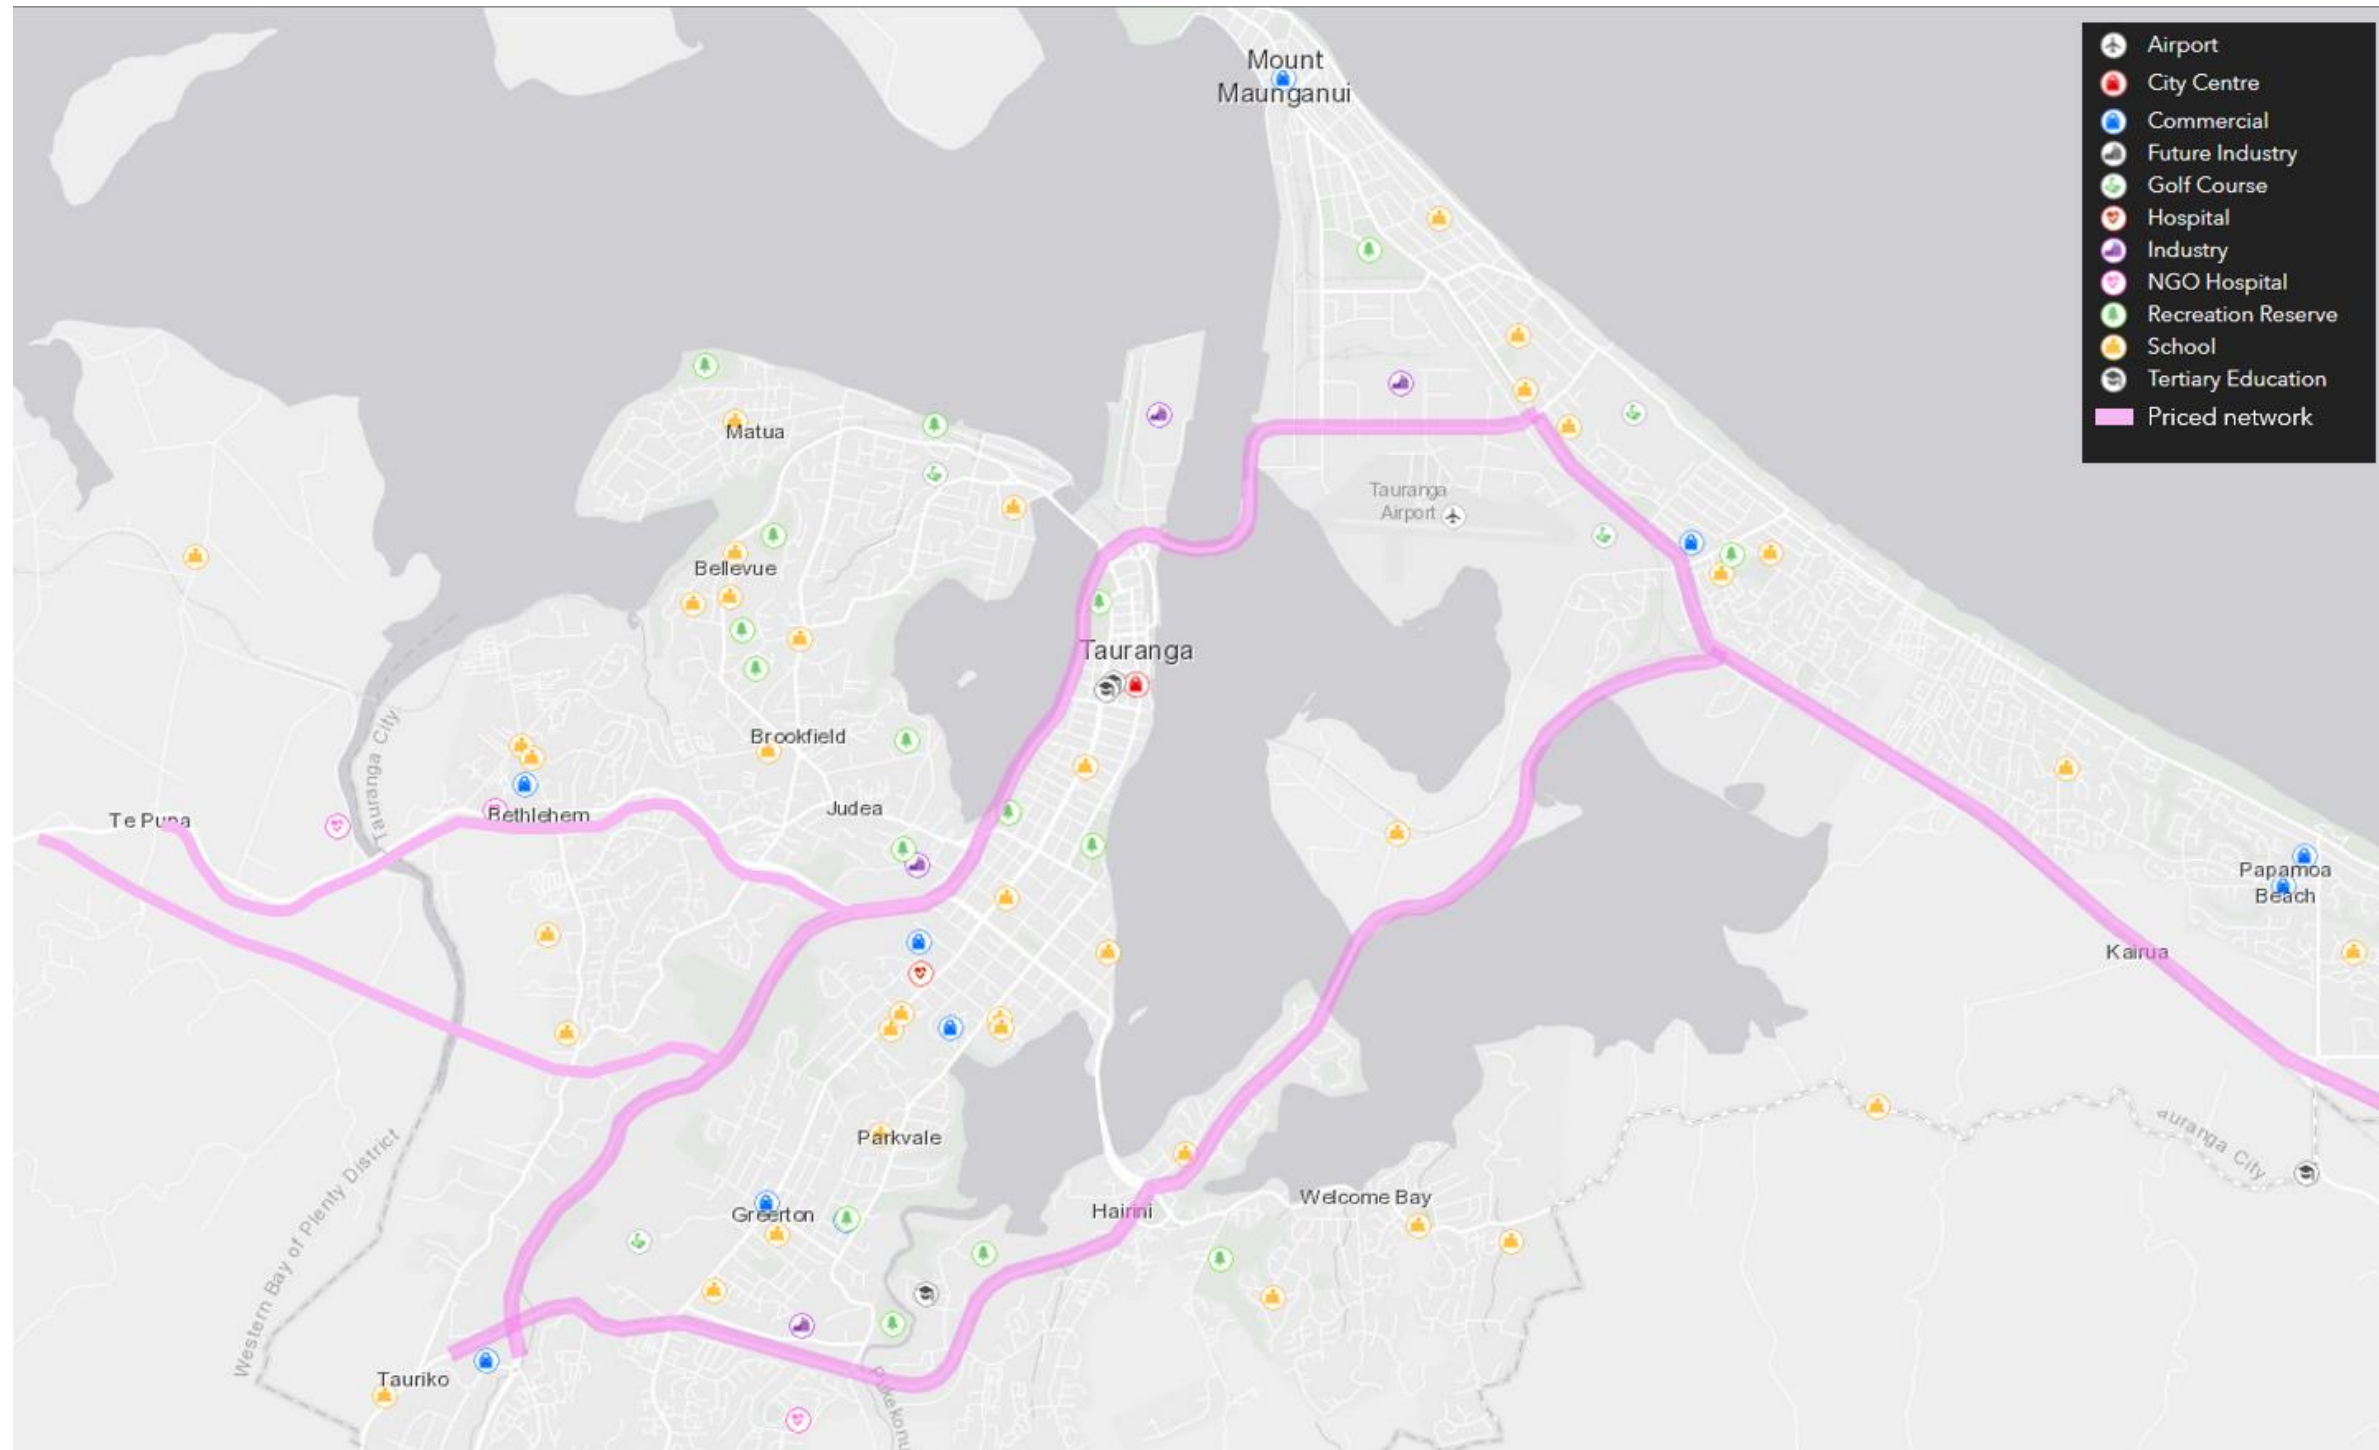 Mount
Maunganui
Airport
City Centre
Commercial
Future Industry
Golf Course
Hospital
Industry
NGO Hospital
Recreation Reserve
School
Tertiary Education
Priced network
Matua
Tauranga
Airport
Bellevue
Tauranga
Tauranga City
Brookfield
Te Puna
Bethlehem
Judea
Papamoa
Beach
Kairua
Parkvale
auranga City
Western Bay of Plenty District
Greerton
Hairini
Welcome Bay
Tauriko